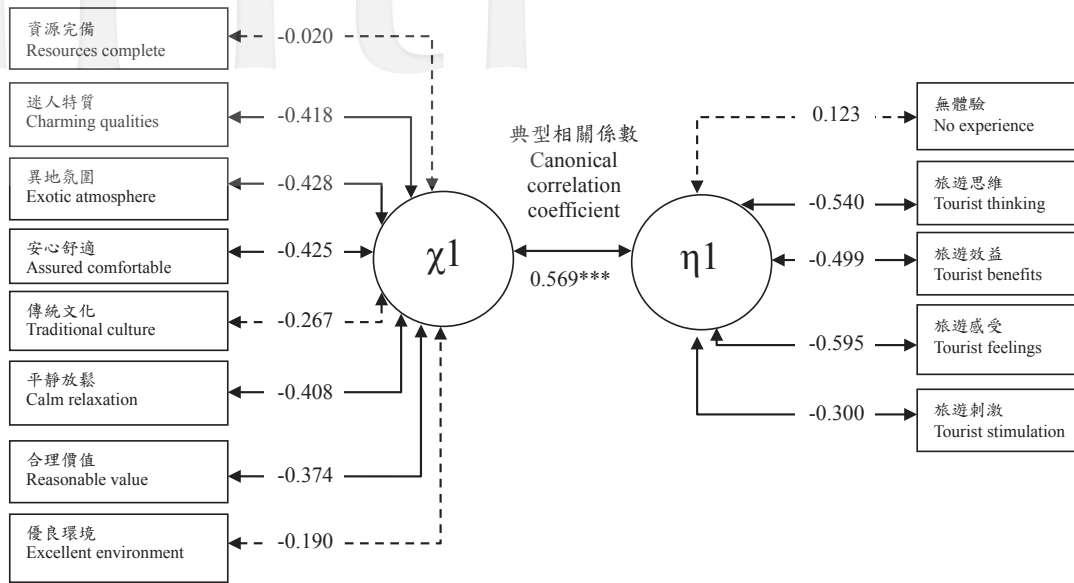 資源完備
Resources complete
-0.020
迷人特質
Charming qualities
-0.418
異地氛圍
Exotic atmosphere
-0.428
安心舒適
Assured comfortable
-0.425
傳統文化
Traditional culture
-0.267
平靜放鬆
Calm relaxation
-0.408
合理價值
Reasonable value
-0.374
優良環境
Excellent environment
-0.190
χ1
典型相關係數
Canonical
correlation
coefficient
0.569***
η1
0.123
無體驗
No experience
-0.540
旅遊思維
Tourist thinking
-0.499
旅遊效益
Tourist benefits
-0.595
旅遊感受
Tourist feelings
-0.300
旅遊刺激
Tourist stimulation